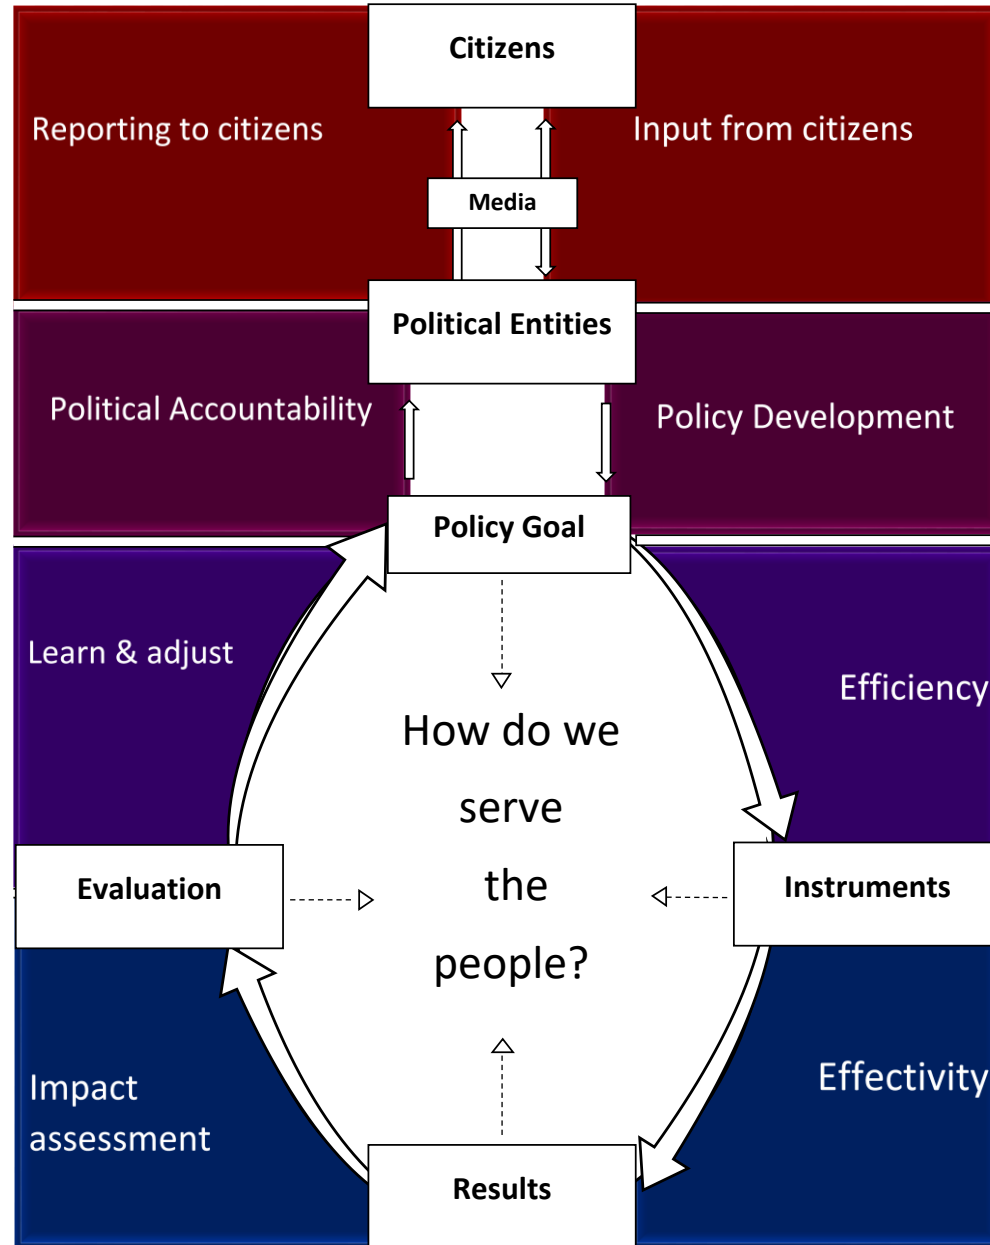 Citizens
Reporting to citizens
Input from citizens
Media
Political Entities
Political Accountability
Policy Development
Policy Goal
Learn & adjust
Efficiency
How do we
serve
the
people?
Evaluation
Instruments
Impact
assessment
Effectivity
Results